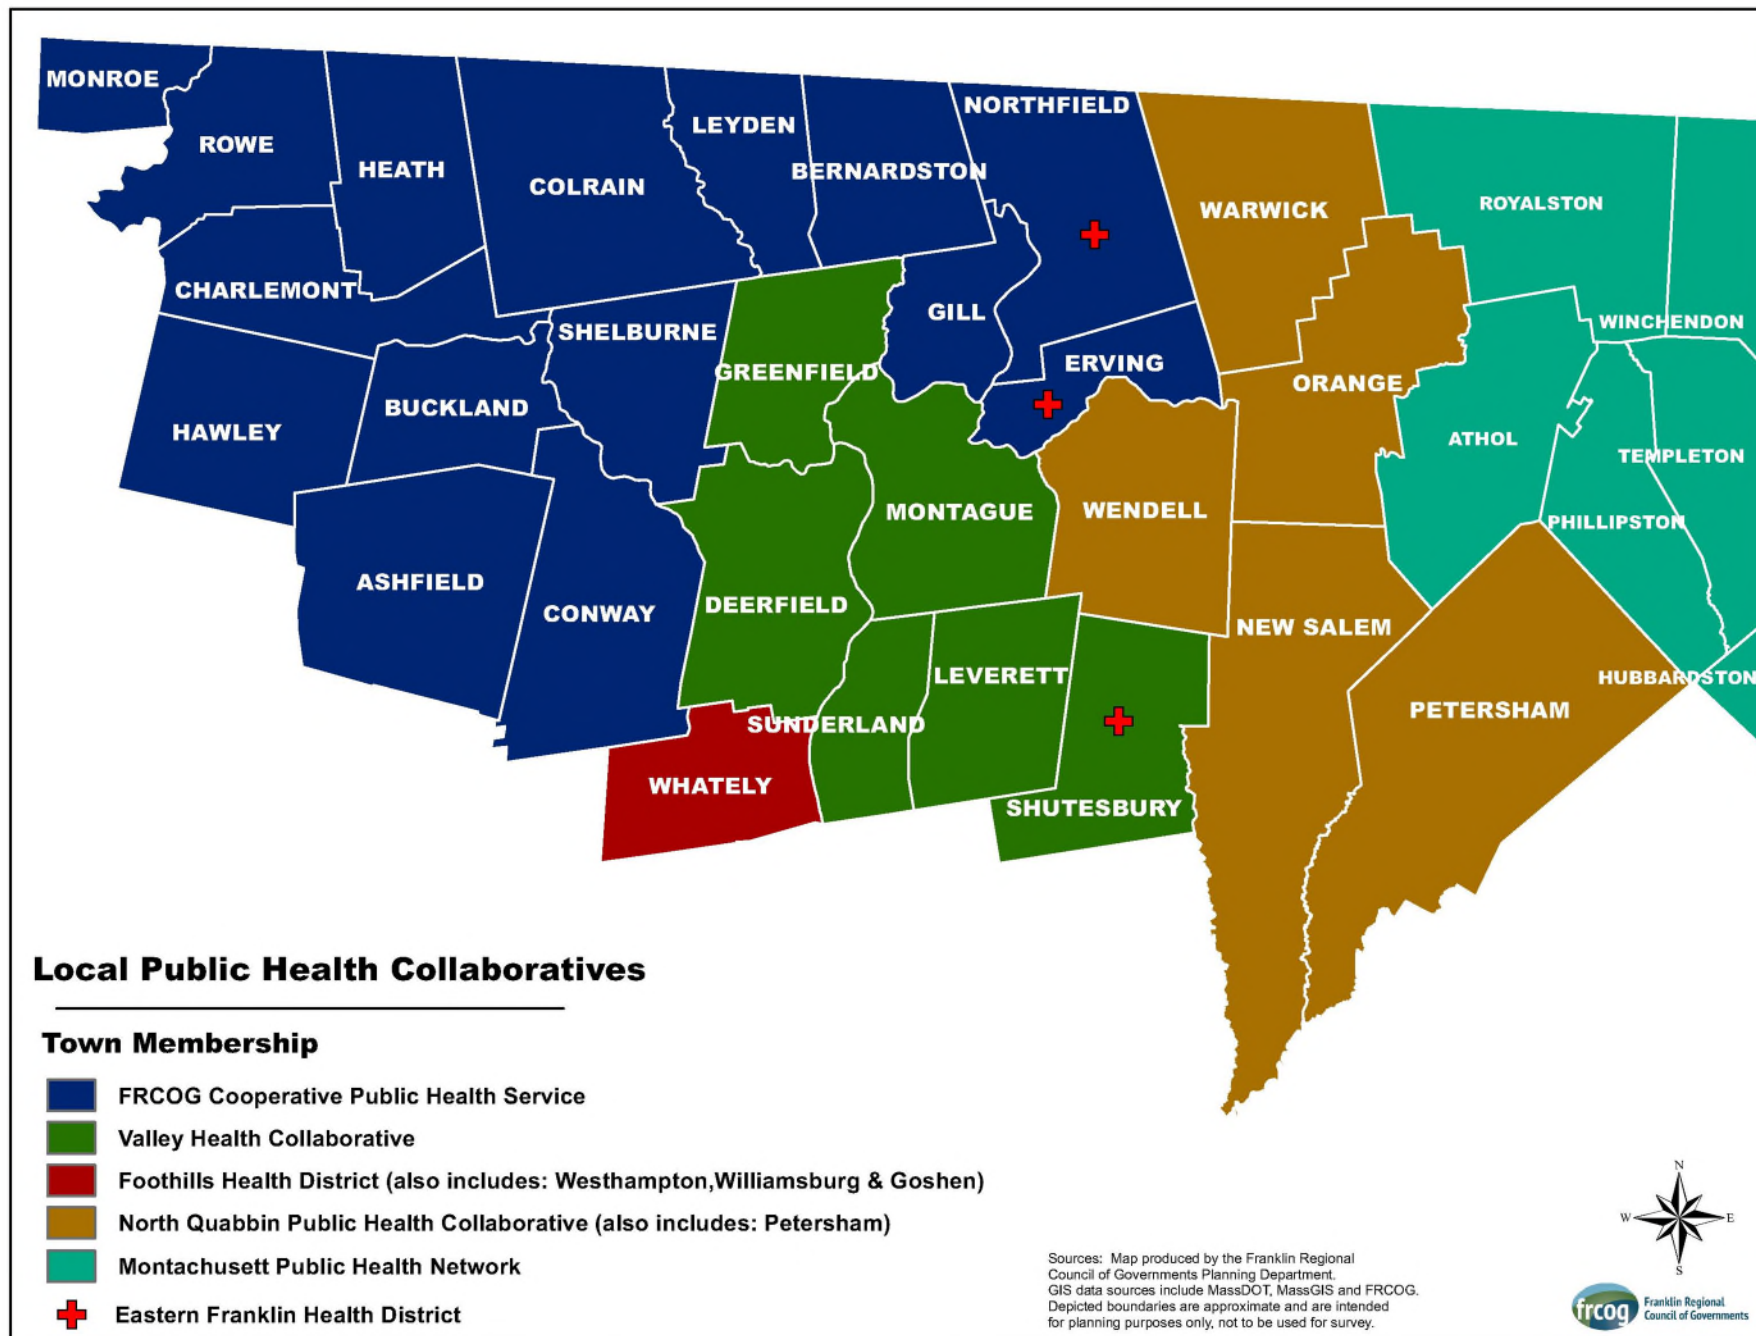 MONROE
ROWE
HEATH
COLRAIN
LEYDEN
BERNARDSTON
NORTHFIELD
WARWICK
ROYALSTON
CHARLEMONT
SHELBURNE
GILL
WINCHENDON
GREENFIELD
ERVING
ORANGE
HAWLEY
BUCKLAND
ATHOL
TEMPLETON
MONTAGUE
WENDELL
PHILLIPSTON
ASHFIELD
CONWAY
DEERFIELD
NEW SALEM
LEVERETT
HUBBARDSTON
SUNDERLAND
PETERSHAM
WHATELY
SHUTESBURY
Local Public Health Collaboratives
Town Membership
FRCOG Cooperative Public Health Service
Valley Health Collaborative
Foothills Health District (also includes: Westhampton,Williamsburg & Goshen)
North Quabbin Public Health Collaborative (also includes: Petersham)
Montachusett Public Health Network
Eastern Franklin Health District
Sources: Map produced by the Franklin Regional
Council of Governments Planning Department.
GIS data sources include MassDOT, MassGIS and FRCOG.
Depicted boundaries are approximate and are intended
for planning purposes only, not to be used for survey.
N
W
E
S
frcog
Franklin Regional
Council of Governments